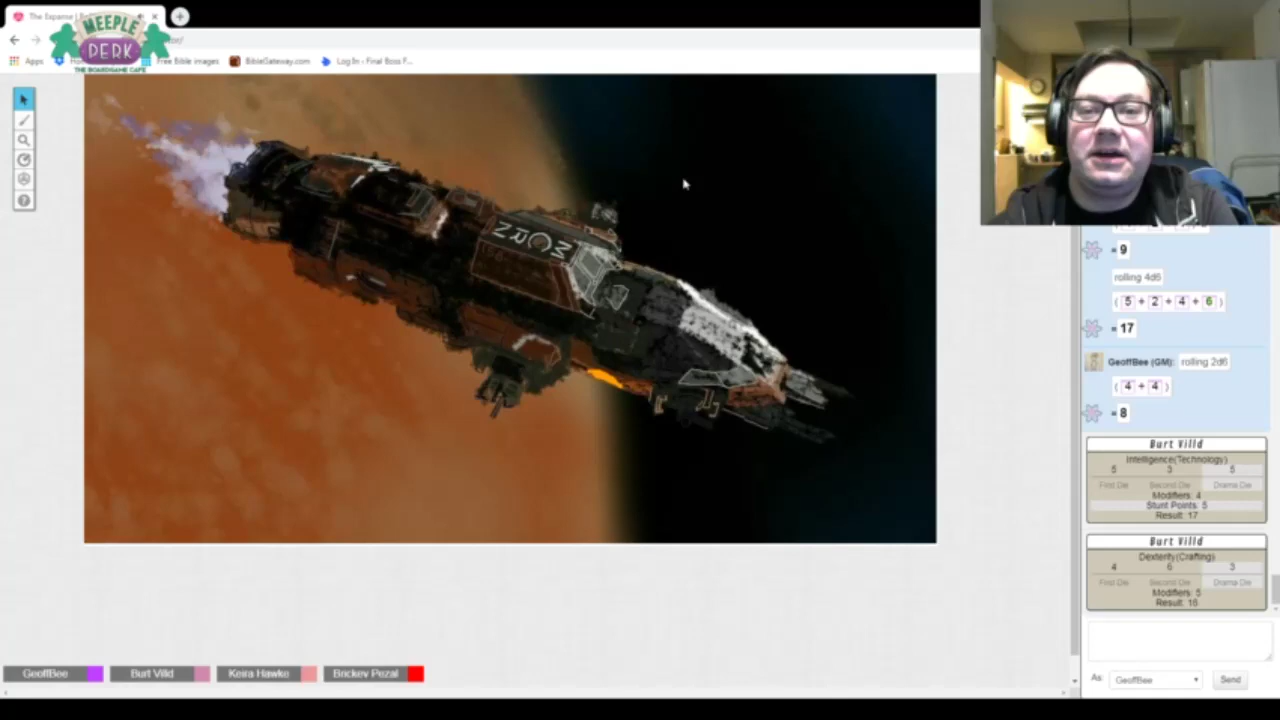 The Expanse |
MEEPLE
PERK
THE BOARDGAME CAFE
Apps
Free Bible images
BibleGateway.com
Log In - Final Boss F...
MCRN
= 9
rolling 4d6
( 5 + 2 + 4 + 6 )
= 17
GeoffBee (GM): rolling 2d6
( 4 + 4 )
= 8
Burt Villd
Intelligence(Technology)
5 3 5
First Die Second Die Drama Die
Modifiers: 4
Stunt Points: 5
Result: 17
Burt Villd
Dexterity(Crafting)
4 6 3
First Die Second Die Drama Die
Modifiers: 5
Result: 18
As: GeoffBee Send
GeoffBee Burt Villd Keira Hawke Brickey Pezal